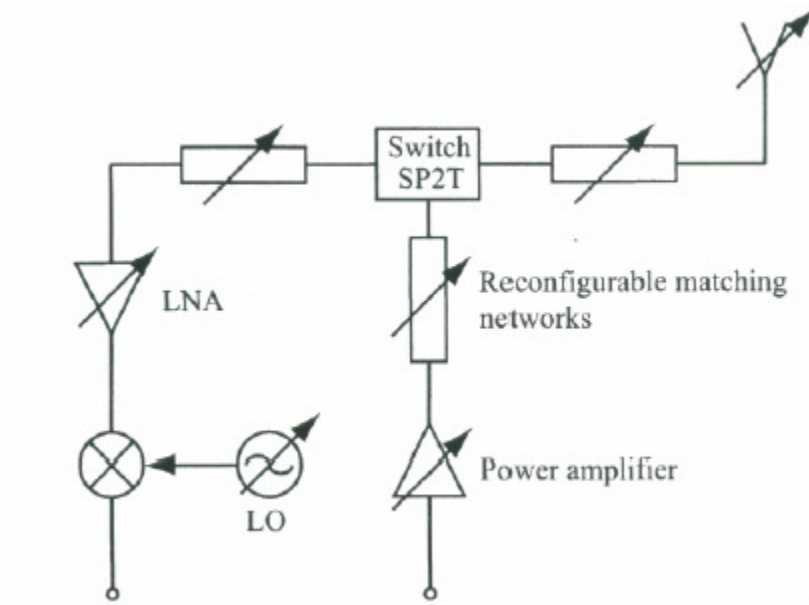 Switch
SP2T
LNA
Reconfigurable matching
networks
LO
Power amplifier